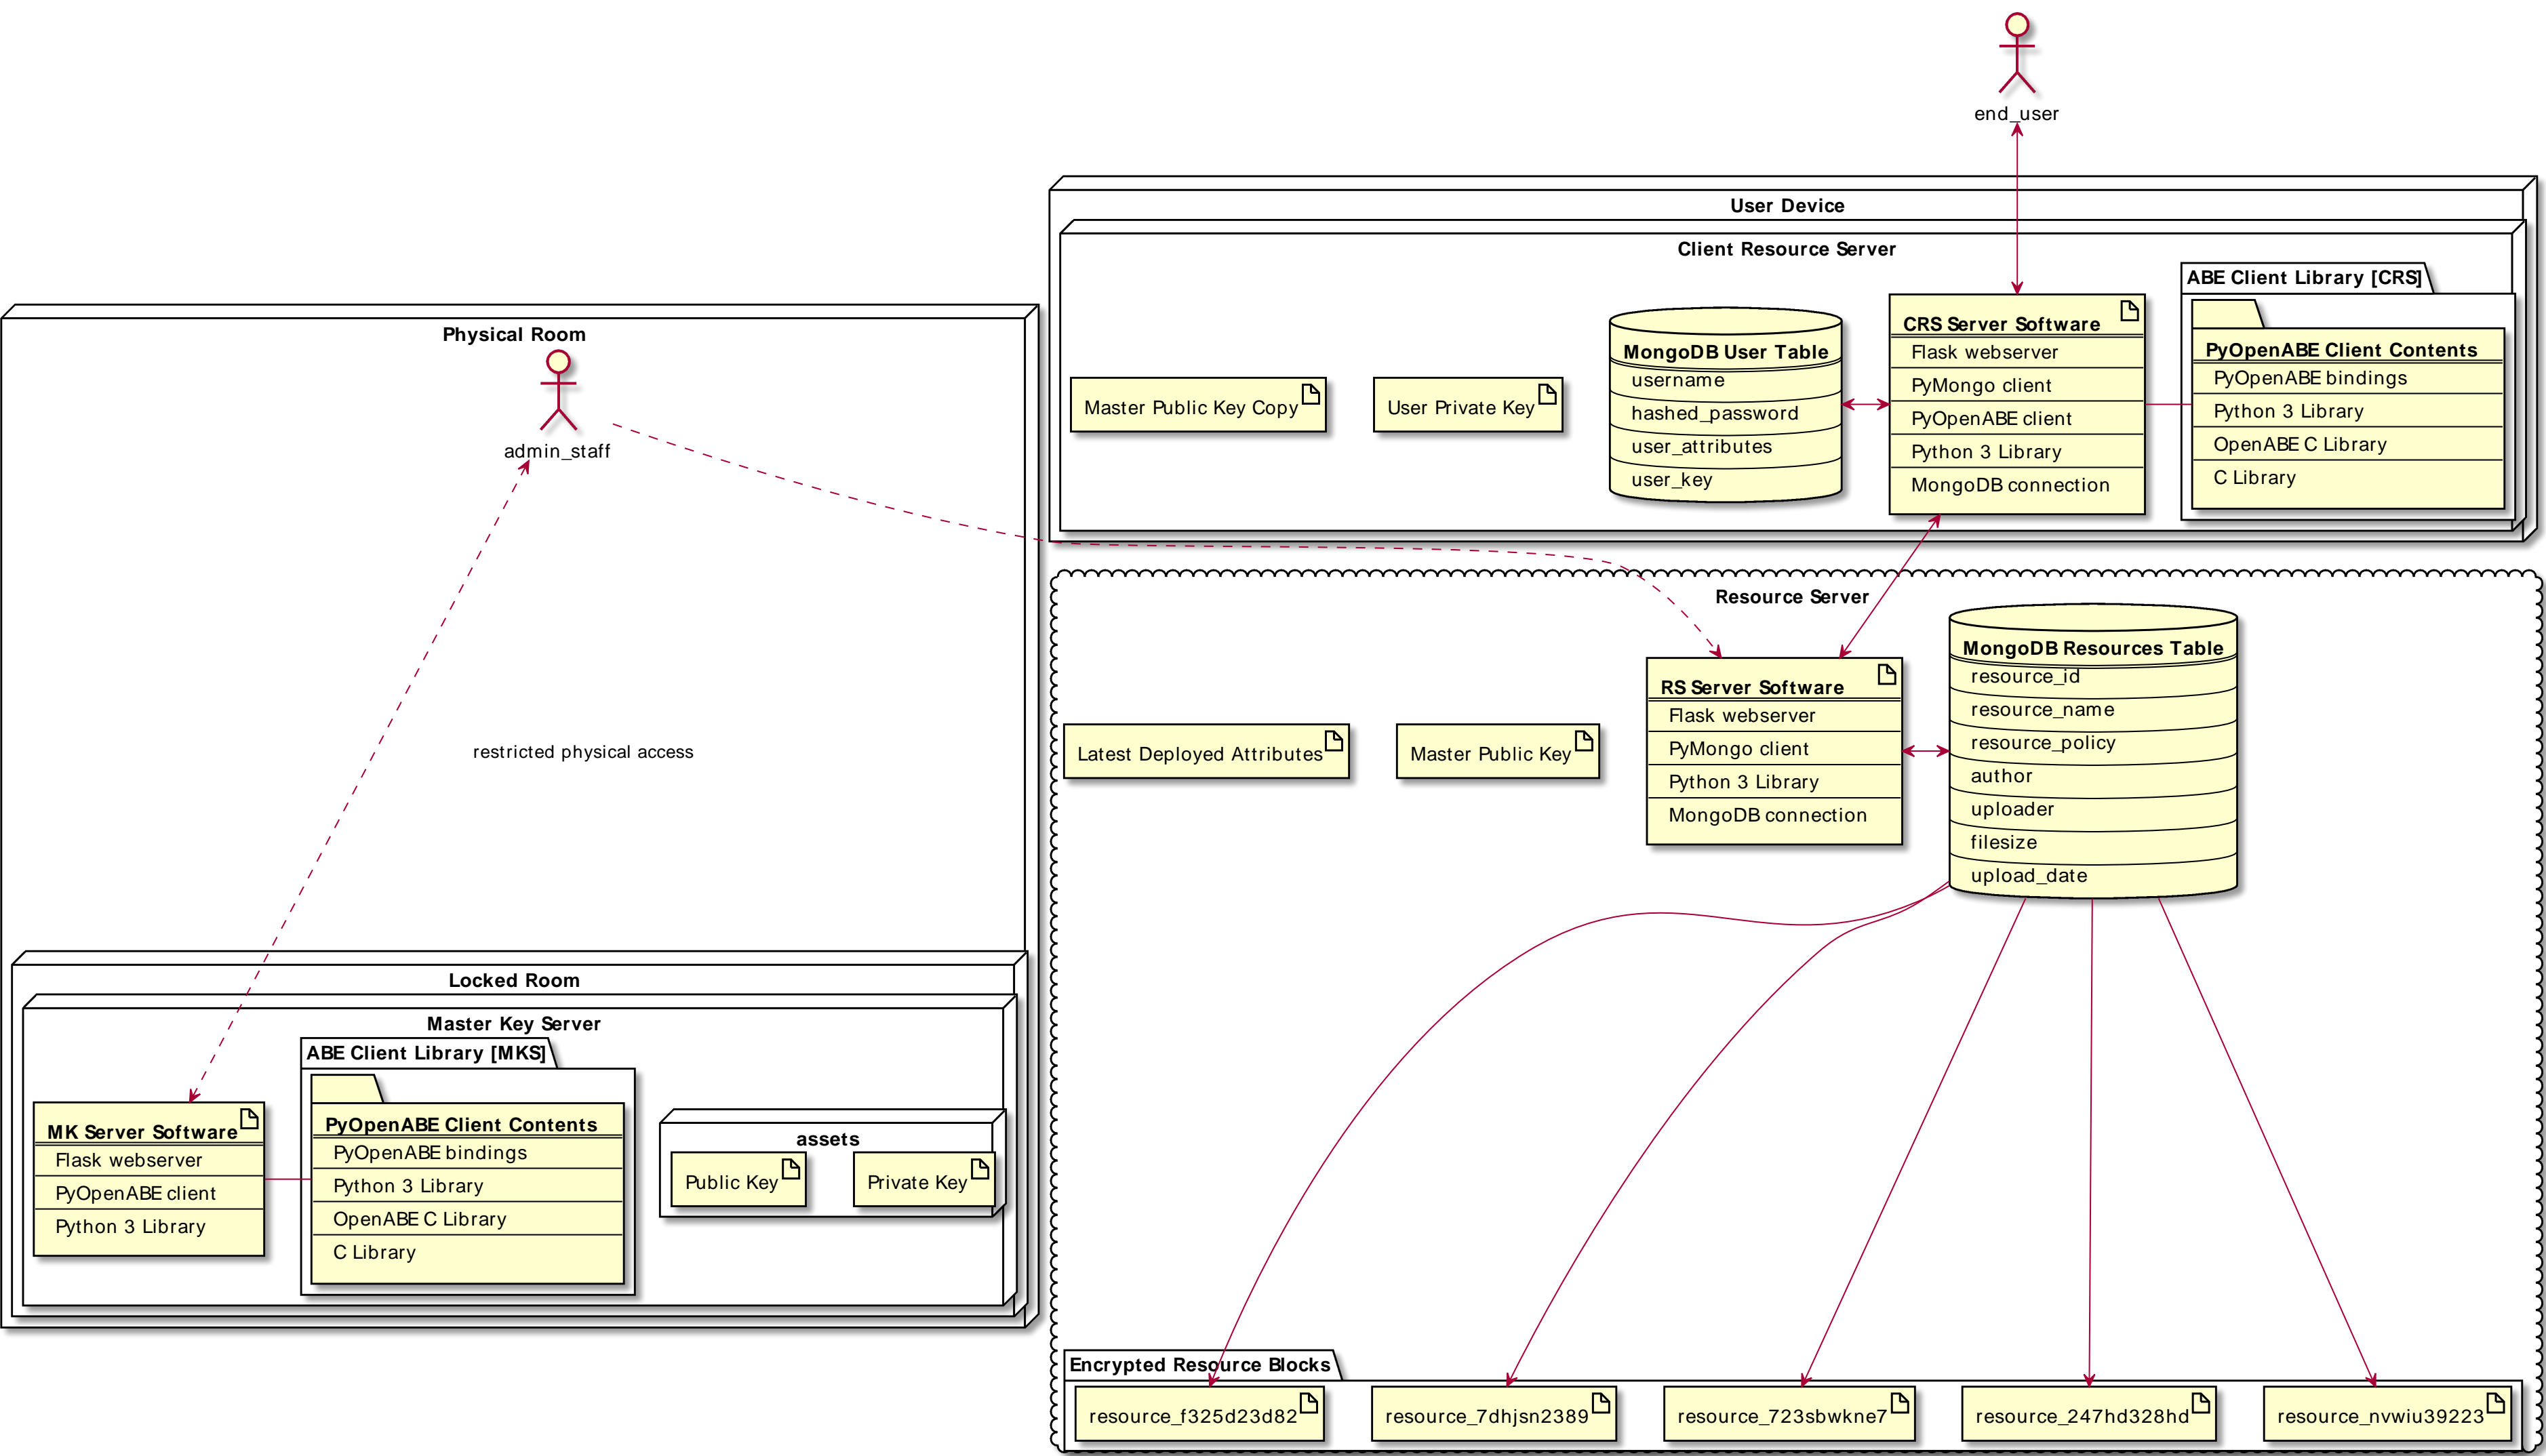 end_user
User Device
Client Resource Server
Master Public Key Copy
User Private Key
MongoDB User Table
username
hashed_password
user_attributes
user_key
CRS Server Software
Flask webserver
PyMongo client
PyOpenABE client
Python 3 Library
MongoDB connection
ABE Client Library [CRS]
PyOpenABE Client Contents
PyOpenABE bindings
Python 3 Library
OpenABE C Library
C Library
Physical Room
admin_staff
restricted physical access
Locked Room
Master Key Server
MK Server Software
Flask webserver
PyOpenABE client
Python 3 Library
ABE Client Library [MKS]
PyOpenABE Client Contents
PyOpenABE bindings
Python 3 Library
OpenABE C Library
C Library
assets
Public Key
Private Key
Resource Server
Latest Deployed Attributes
Master Public Key
RS Server Software
Flask webserver
PyMongo client
Python 3 Library
MongoDB connection
MongoDB Resources Table
resource_id
resource_name
resource_policy
author
uploader
filesize
upload_date
Encrypted Resource Blocks
resource_f325d23d82
resource_7dhjsn2389
resource_723sbwkne7
resource_247hd328hd
resource_nvwiu39223